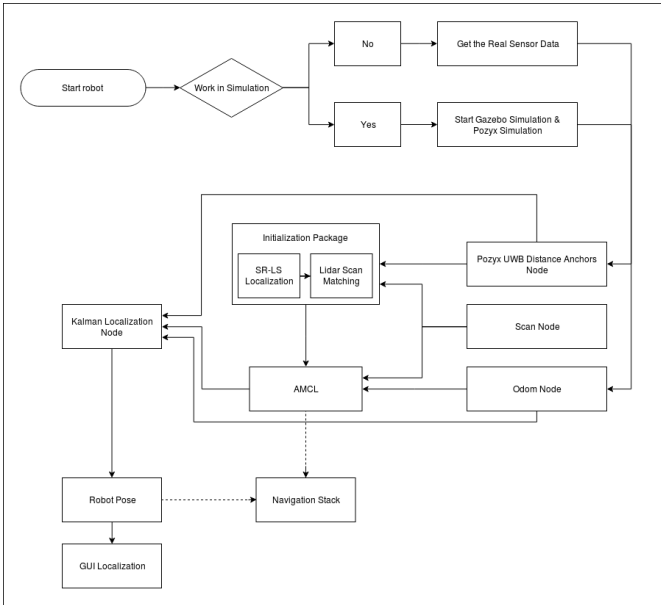 No
Get the Real Sensor Data
Start robot
Work in Simulation
Yes
Start Gazebo Simulation &
Pozyx Simulation
Initialization Package
SR-LS
Localization
Lidar Scan
Matching
Pozyx UWB Distance Anchors
Node
Kalman Localization
Node
Scan Node
AMCL
Odom Node
Robot Pose
Navigation Stack
GUI Localization